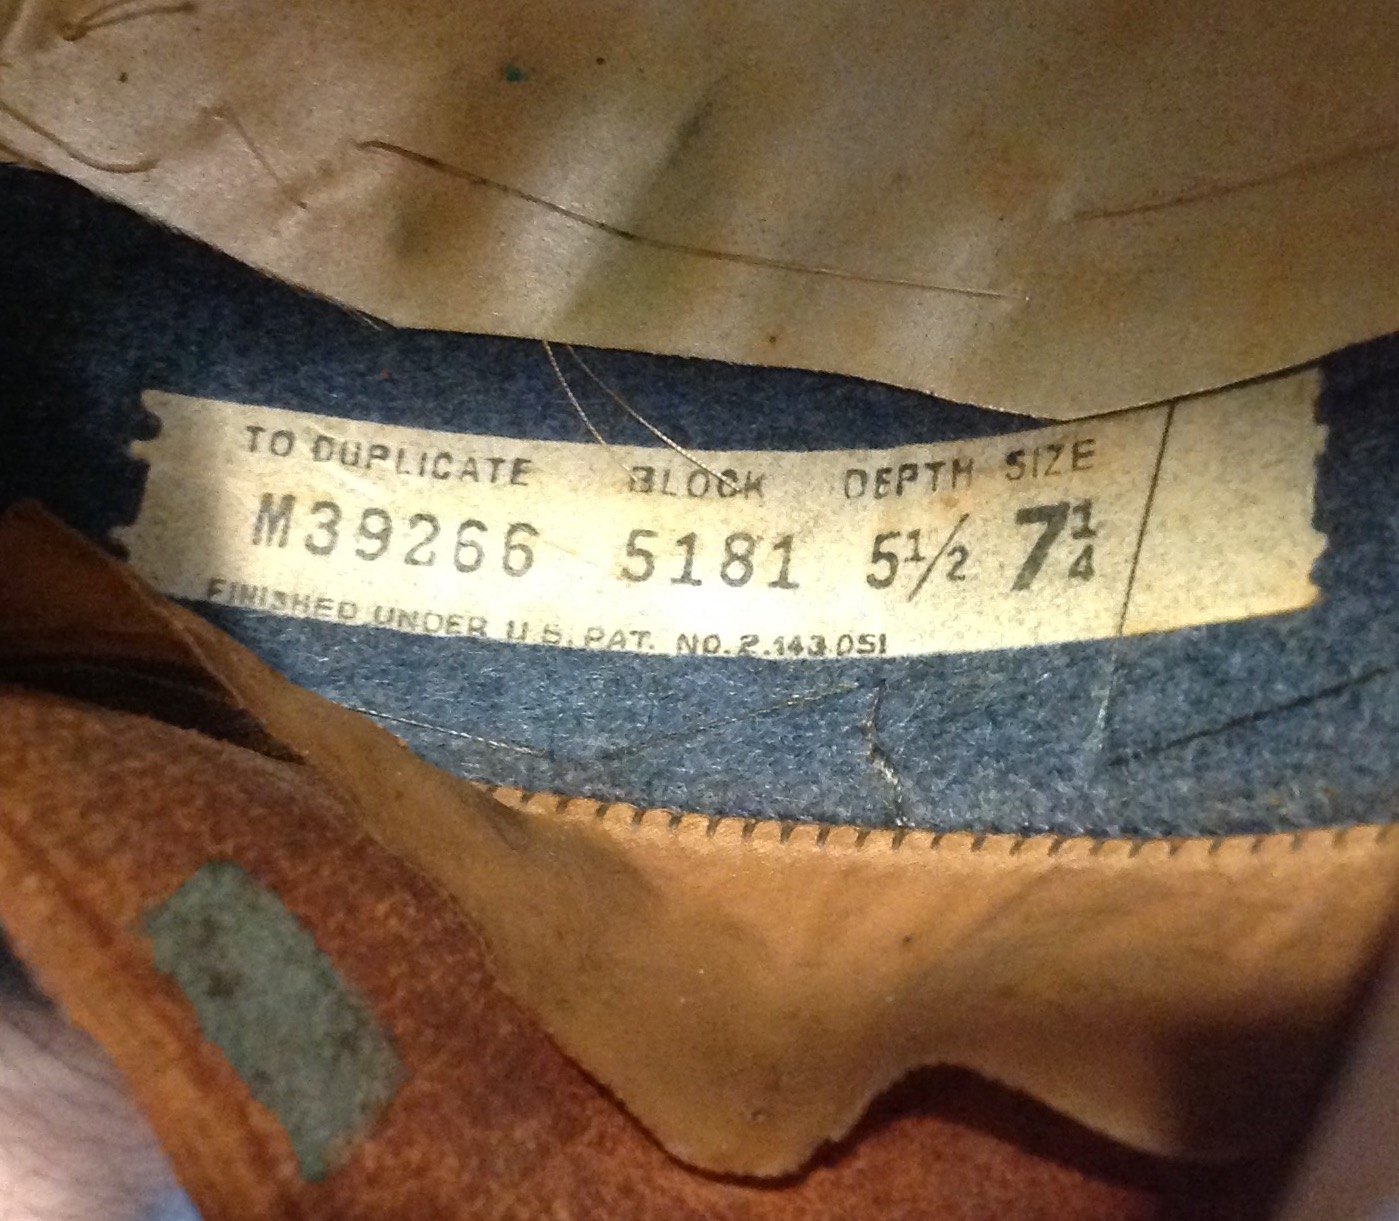 TO DUPLICATE BLOCK DEPTH SIZE
M39266 5181 5½ 7¼
FINISHED UNDER U.S. PAT. NO. 2.143.051